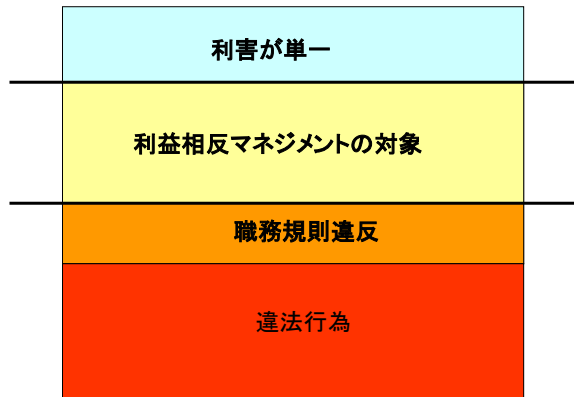 利害が単一
利益相反マネジメントの対象
職務規則違反
違法行為